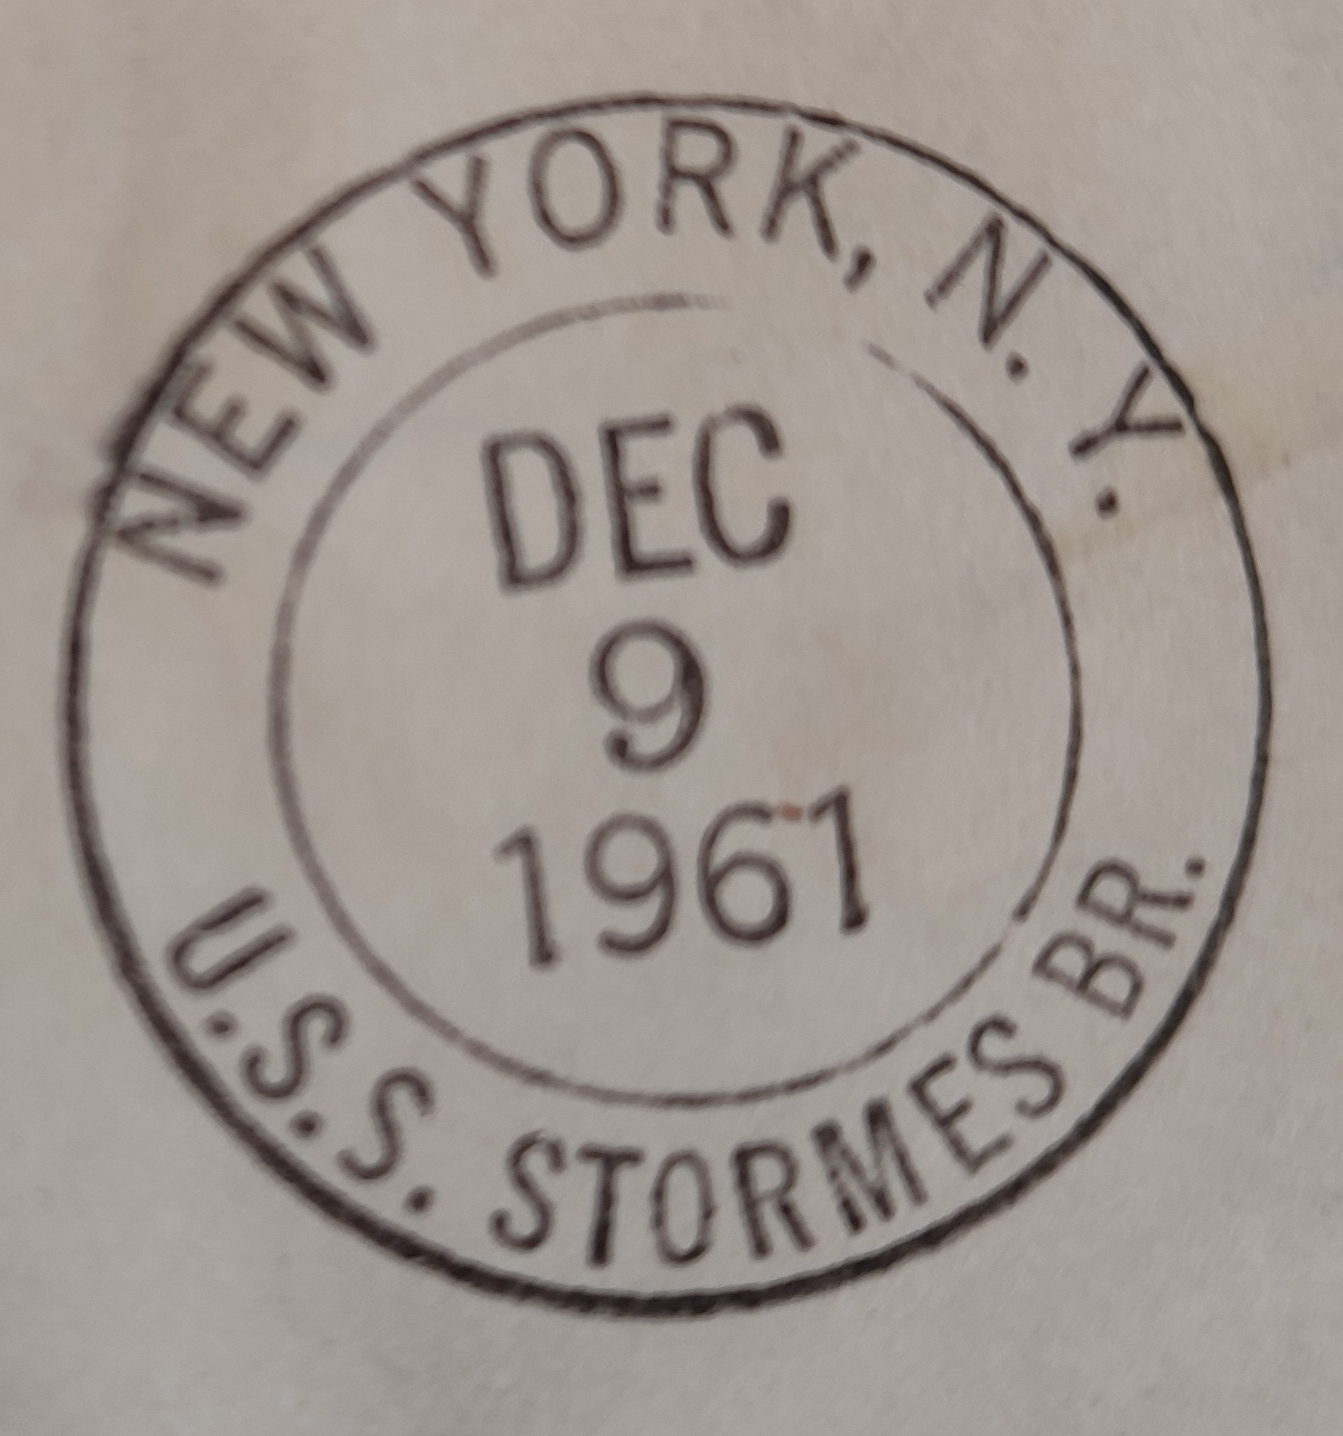 NEW YORK, N. Y.
DEC
9
1961
U.S.S. STORMES BR.